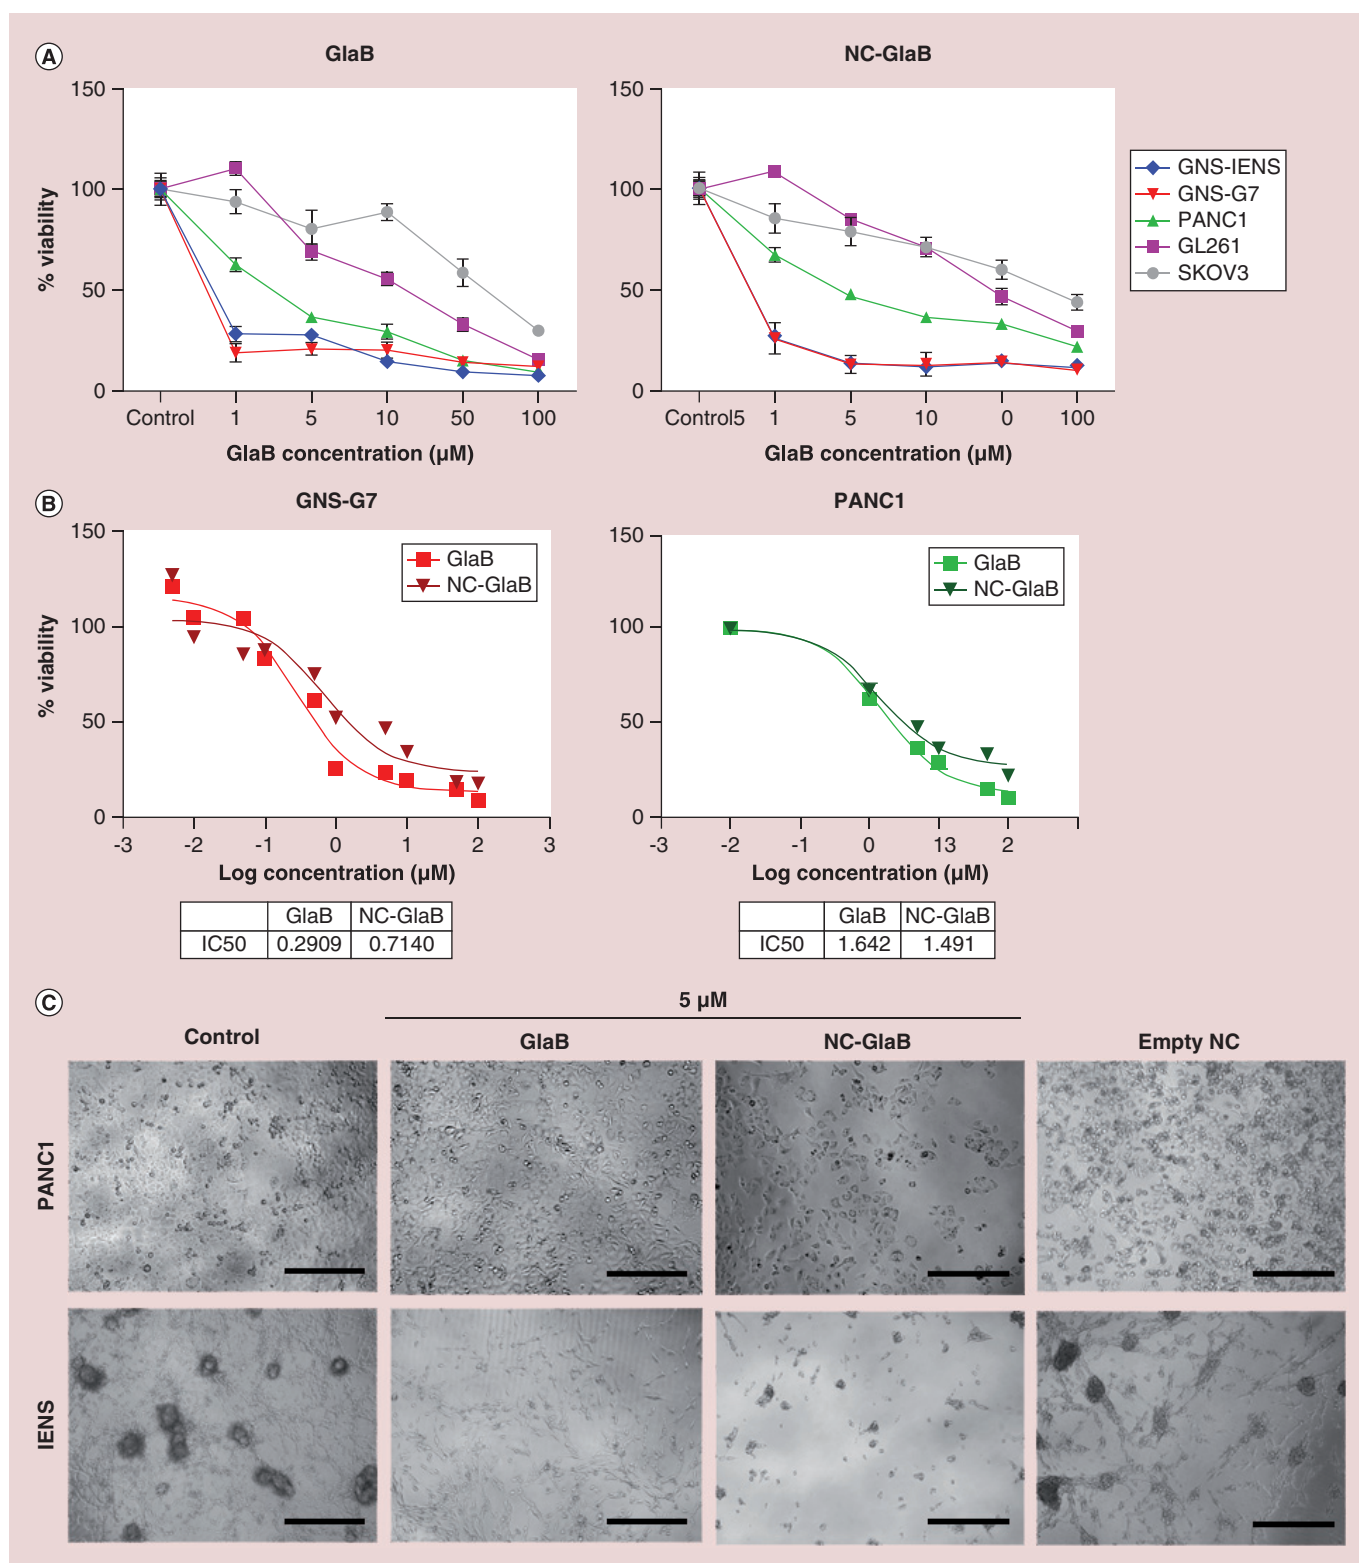 A
GlaB
NC-GlaB
150
100
50
0
% viability
Control 1 5 10 50 100
GlaB concentration (µM)
150
100
50
0
Control5 1 5 10 0 100
GlaB concentration (µM)
GNS-IENS
GNS-G7
PANC1
GL261
SKOV3
B
GNS-G7
PANC1
150
100
50
0
% viability
GlaB
NC-GlaB
-3 -2 -1 0 1 2 3
Log concentration (µM)
150
100
50
0
GlaB
NC-GlaB
-3 -2 -1 0 13 2
Log concentration (µM)
GlaB NC-GlaB
IC50 0.2909 0.7140
GlaB NC-GlaB
IC50 1.642 1.491
C
5 µM
Control GlaB NC-GlaB Empty NC
PANC1
IENS